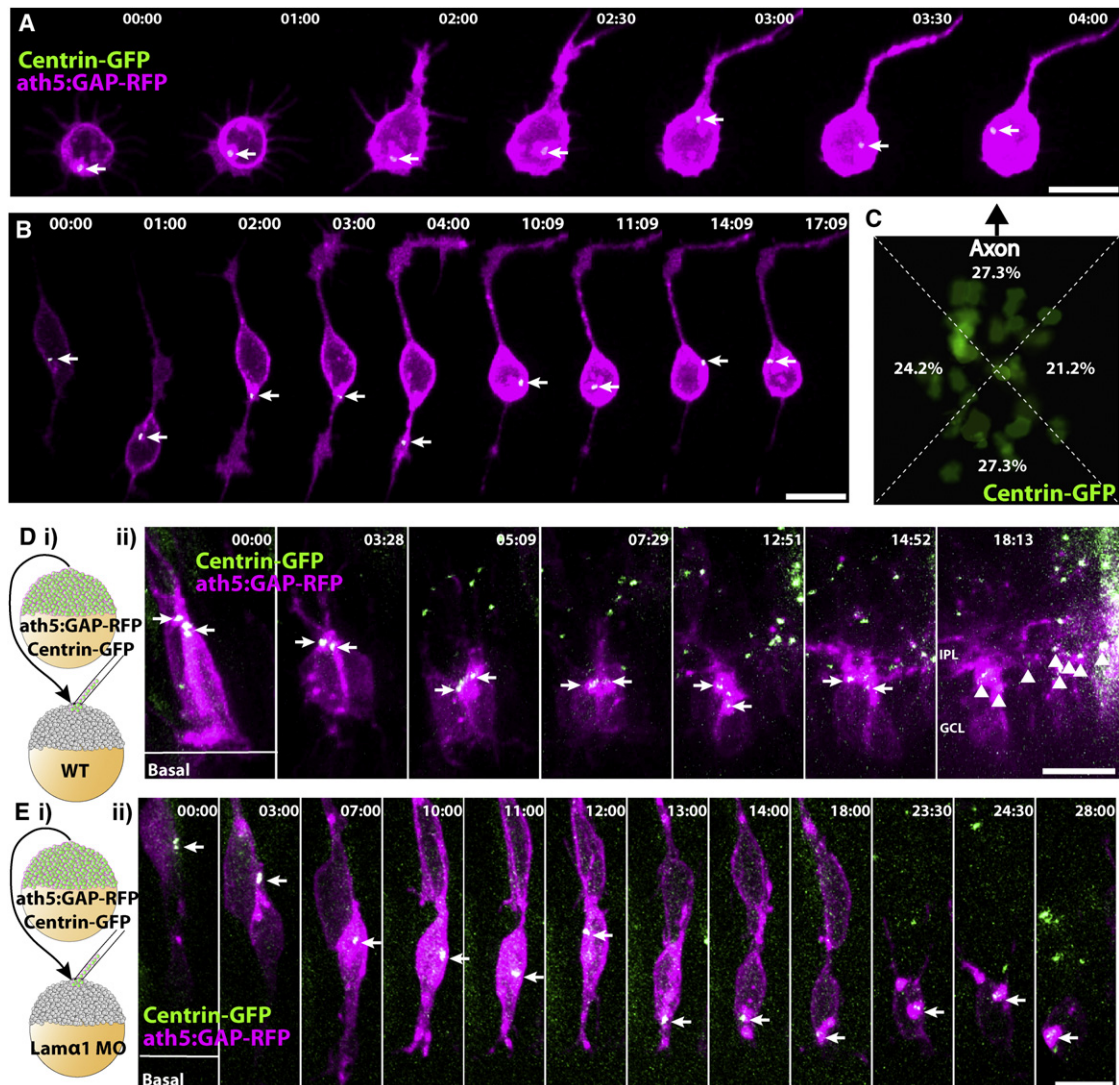 A
00:00 01:00 02:00 02:30 03:00 03:30 04:00
Centrin-GFP
ath5:GAP-RFP
B
00:00 01:00 02:00 03:00 04:00 10:09 11:09 14:09 17:09
C
Axon
27.3%
24.2%
21.2%
27.3%
Centrin-GFP
D i)
ath5:GAP-RFP
Centrin-GFP
WT
ii)
00:00 03:28 05:09 07:29 12:51 14:52 18:13
Centrin-GFP
ath5:GAP-RFP
IPL
GCL
Basal
E i)
ath5:GAP-RFP
Centrin-GFP
Lamα1 MO
ii)
00:00 03:00 07:00 10:00 11:00 12:00 13:00 14:00 18:00 23:30 24:30 28:00
Centrin-GFP
ath5:GAP-RFP
Basal